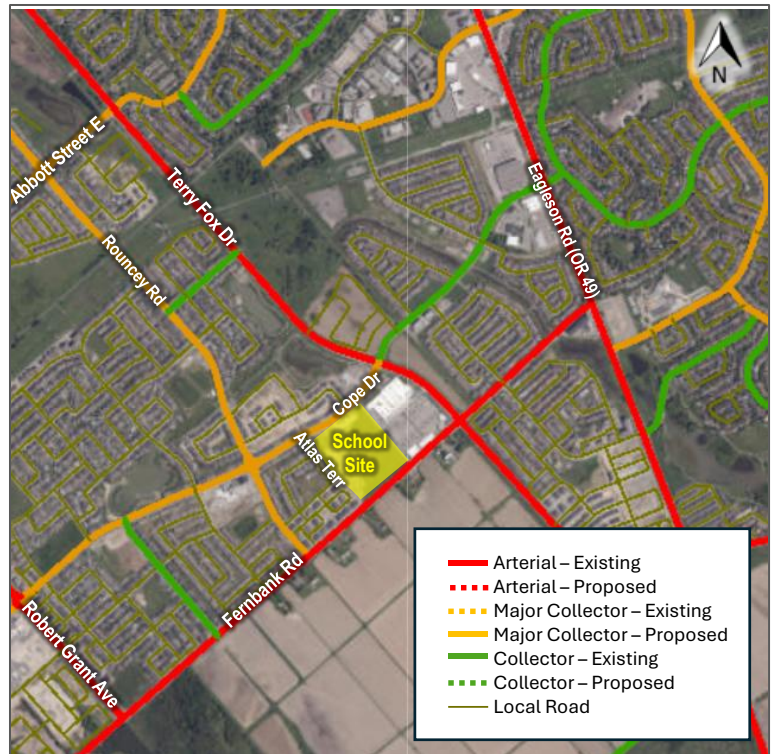 N
Abbott Street E
Terry Fox Dr
Eagleson Rd (OR 49)
Rouncey Rd
Cope Dr
School
Site
Atlas Terr
Fernbank Rd
Robert Grant Ave
Arterial – Existing
Arterial – Proposed
Major Collector – Existing
Major Collector – Proposed
Collector – Existing
Collector – Proposed
Local Road